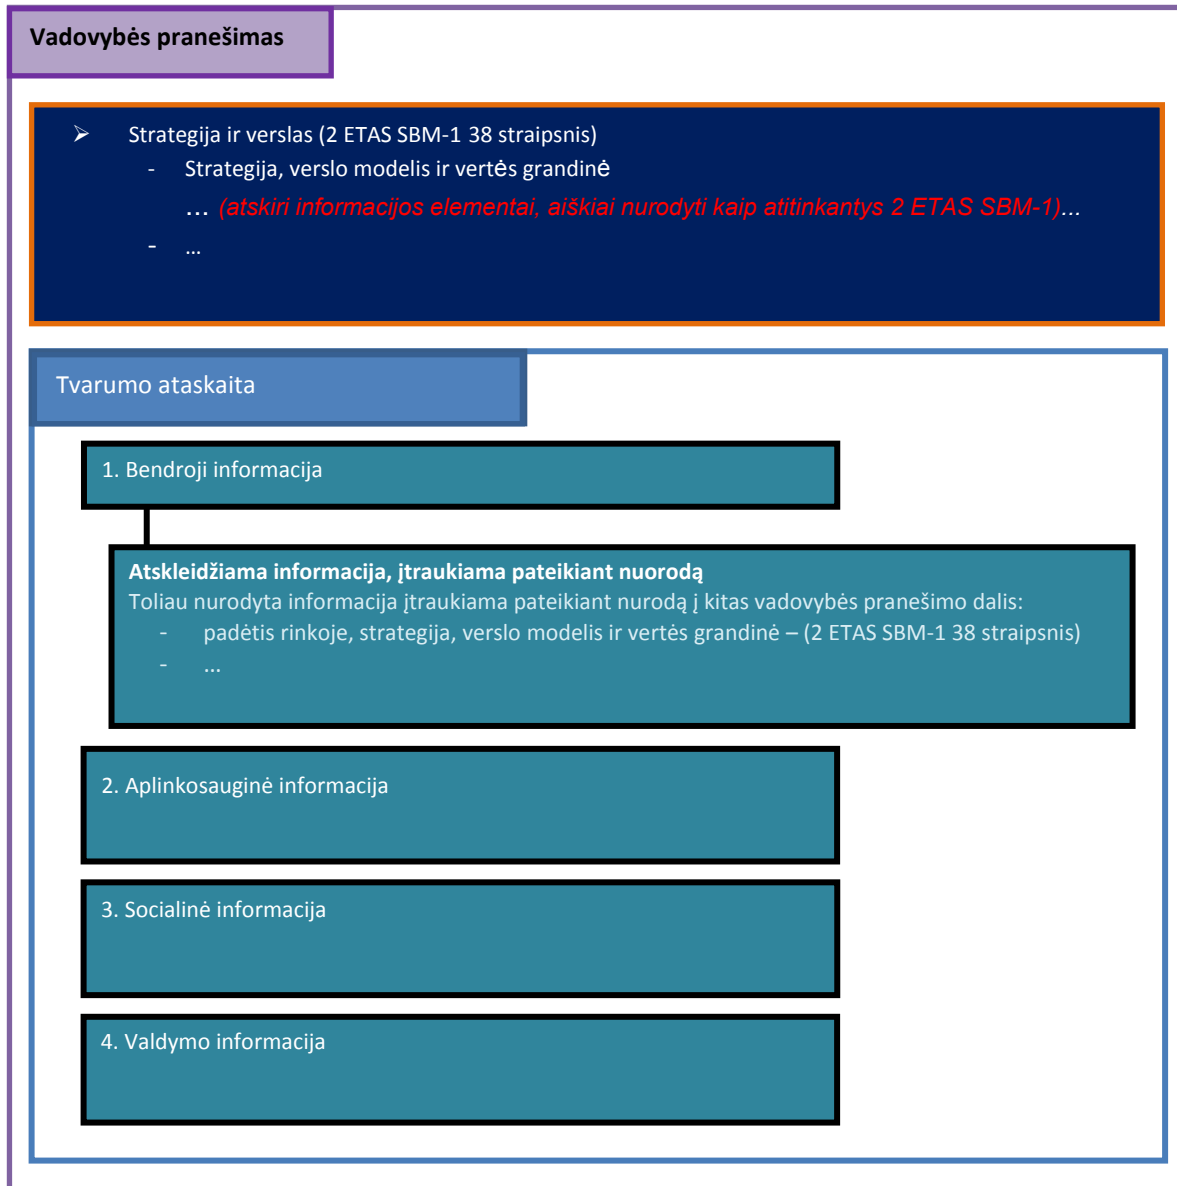 Vadovybės pranešimas
➢ Strategija ir verslas (2 ETAS SBM-1 38 straipsnis)
- Strategija, verslo modelis ir vertės grandinė
... (atskiri informacijos elementai, aiškiai nurodyti kaip atitinkantys 2 ETAS SBM-1)...
- ...
Tvarumo ataskaita
1. Bendroji informacija
Atskleidžiama informacija, įtraukiama pateikiant nuorodą
Toliau nurodyta informacija įtraukiama pateikiant nurodą į kitas vadovybės pranešimo dalis:
- padėtis rinkoje, strategija, verslo modelis ir vertės grandinė – (2 ETAS SBM-1 38 straipsnis)
- ...
2. Aplinkosauginė informacija
3. Socialinė informacija
4. Valdymo informacija